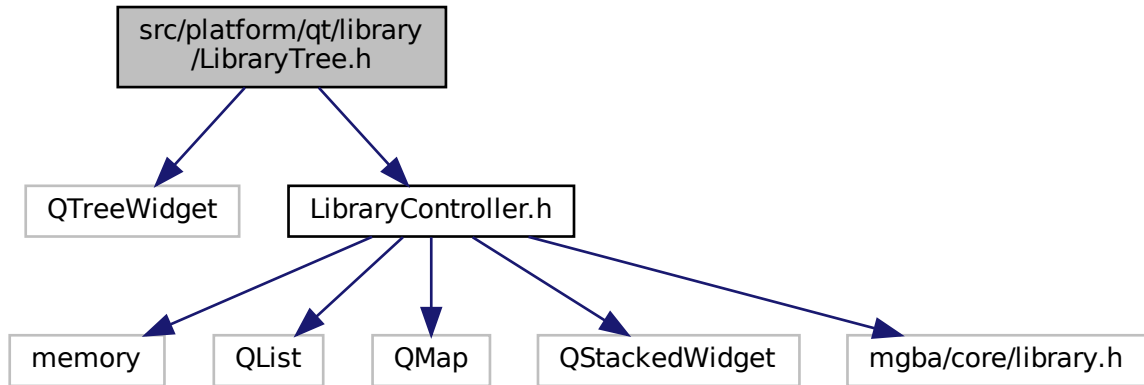 src/platform/qt/library
/LibraryTree.h
QTreeWidget
LibraryController.h
memory
QList
QMap
QStackedWidget
mgba/core/library.h